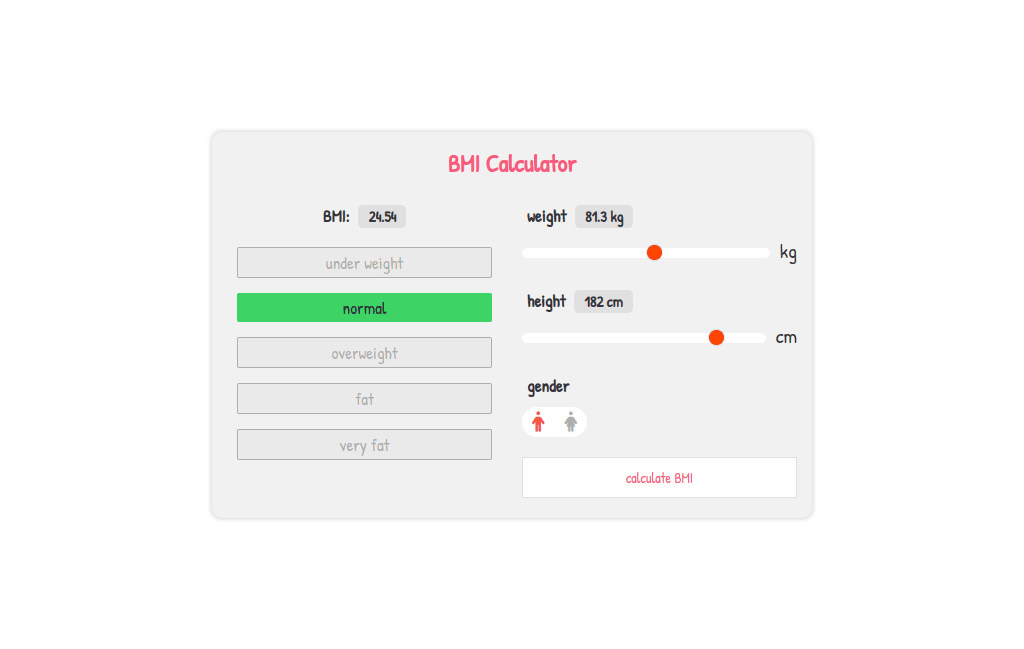 BMI Calculator
BMI: 24.54
under weight
normal
overweight
fat
very fat
weight 81.3 kg
kg
height 182 cm
cm
gender
calculate BMI